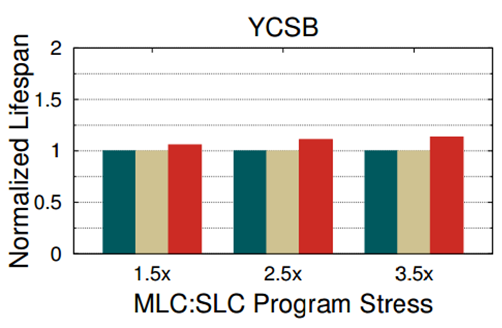 YCSB
Normalized Lifespan
2
1.5
1
0.5
0
1.5x 2.5x 3.5x
MLC:SLC Program Stress